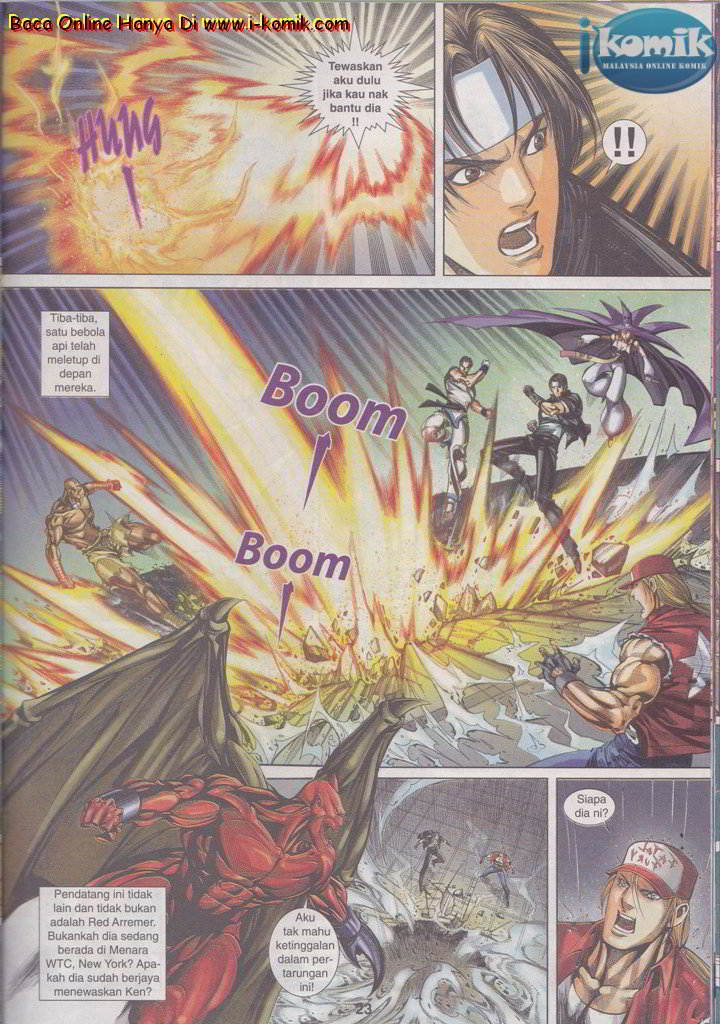 Baca Online Hanya Di www.i-komik.com
ikomik
MALAYSIA ONLINE KOMIK
Tewaskan
aku dulu
jika kau nak
bantu dia
!!
HUNG
!!
Tiba-tiba,
satu bebola
api telah
meletup di
depan
mereka.
Boom
Boom
Pendatang ini tidak
lain dan tidak bukan
adalah Red Arremer.
Bukankah dia sedang
berada di Menara
WTC, New York? Apa-
kah dia sudah berjaya
menewaskan Ken?
Aku
tak mahu
ketinggalan
dalam per-
tarungan
ini!
Siapa
dia ni?
23